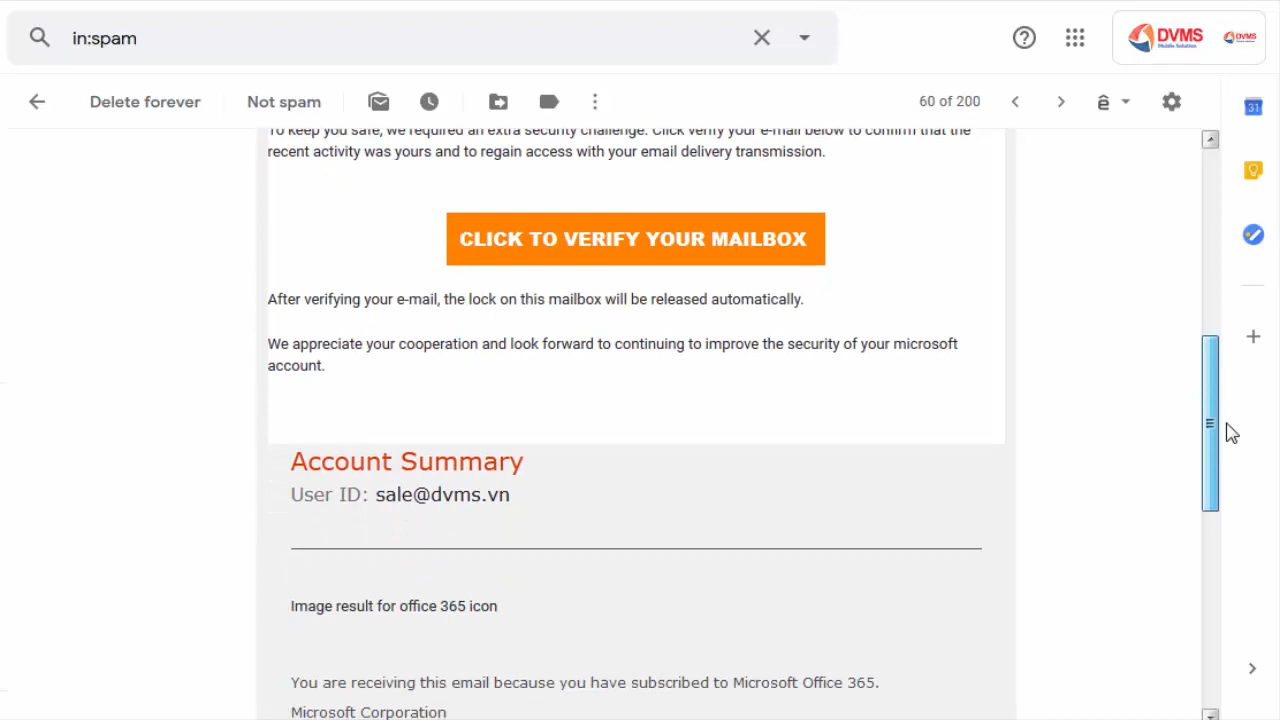 in:spam
DVMS
Mobile Solution
DVMS
Delete forever
Not spam
60 of 200
ê
31
To keep you safe, we required an extra security challenge. Click verify your e-mail below to confirm that the
recent activity was yours and to regain access with your email delivery transmission.
CLICK TO VERIFY YOUR MAILBOX
After verifying your e-mail, the lock on this mailbox will be released automatically.
We appreciate your cooperation and look forward to continuing to improve the security of your microsoft
account.
Account Summary
User ID: sale@dvms.vn
Image result for office 365 icon
You are receiving this email because you have subscribed to Microsoft Office 365.
Microsoft Corporation